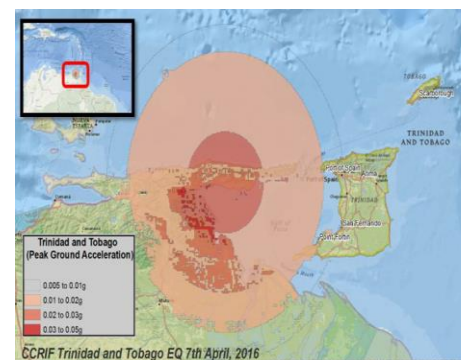 TOBAGO
Scarborough
TRINIDAD
AND TOBAGO
Port of
Spain
Arima
TRINIDAD
San Fernando
Point Fortin
Trinidad and Tobago
(Peak Ground Acceleration)
0.005 to 0.01g
0.01 to 0.02g
0.02 to 0.03g
0.03 to 0.05g
CCRIF Trinidad and Tobago EQ 7th April, 2016